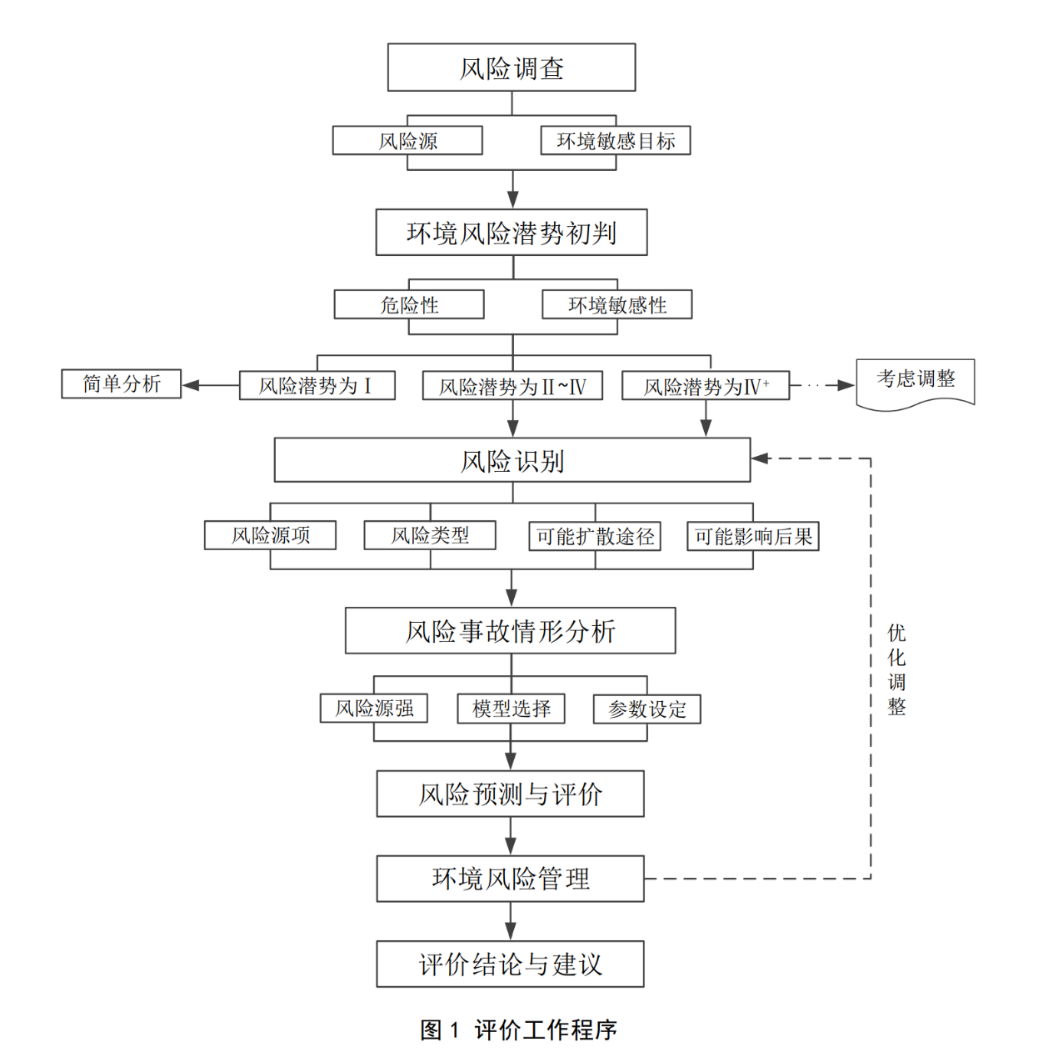 风险调查
风险源
环境敏感目标
环境风险潜势初判
危险性
环境敏感性
简单分析
风险潜势为Ⅰ
风险潜势为Ⅱ~Ⅳ
风险潜势为Ⅳ⁺
考虑调整
风险识别
风险源项
风险类型
可能扩散途径
可能影响后果
风险事故情形分析
优化调整
风险源强
模型选择
参数设定
风险预测与评价
环境风险管理
评价结论与建议
图 1 评价工作程序